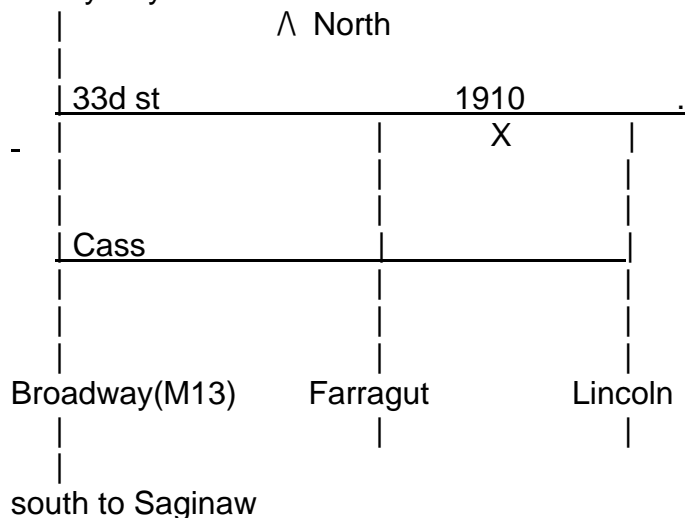 /\ North
33d st 1910 .
X
-
Cass
Broadway(M13) Farragut Lincoln
south to Saginaw